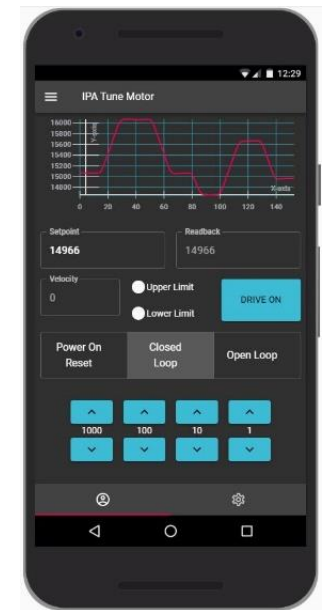 12:29
IPA Tune Motor
16000
15800
15600
15400
15200
15000
14800
Y-axis
X-axis
0 20 40 60 80 100 120 140
Setpoint Readback
14966 14966
Velocity
0
Upper Limit
Lower Limit
DRIVE ON
Power On Reset
Closed Loop
Open Loop
1000 100 10 1